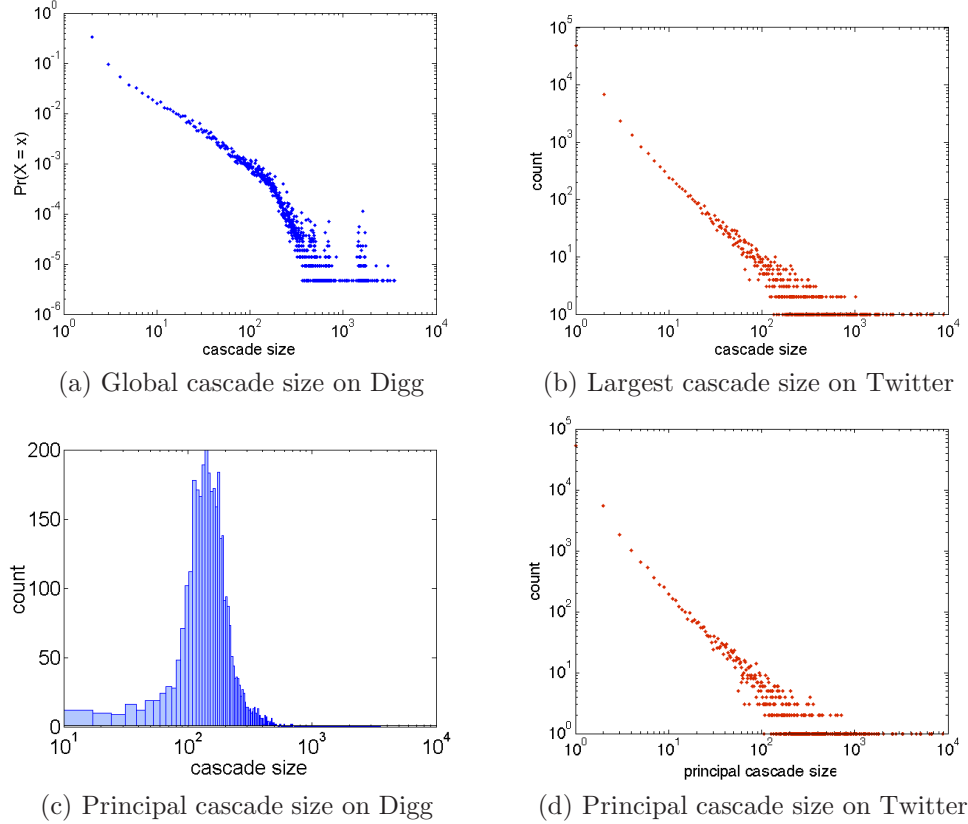 10^0
10^-1
10^-2
10^-3
10^-4
10^-5
10^-6
Pr(X = x)
10^0 10^1 10^2 10^3 10^4
cascade size
(a) Global cascade size on Digg
10^5
10^4
10^3
10^2
10^1
10^0
count
10^0 10^1 10^2 10^3 10^4
cascade size
(b) Largest cascade size on Twitter
200
150
100
50
0
count
10^1 10^2 10^3 10^4
cascade size
(c) Principal cascade size on Digg
10^5
10^4
10^3
10^2
10^1
10^0
count
10^0 10^1 10^2 10^3 10^4
principal cascade size
(d) Principal cascade size on Twitter